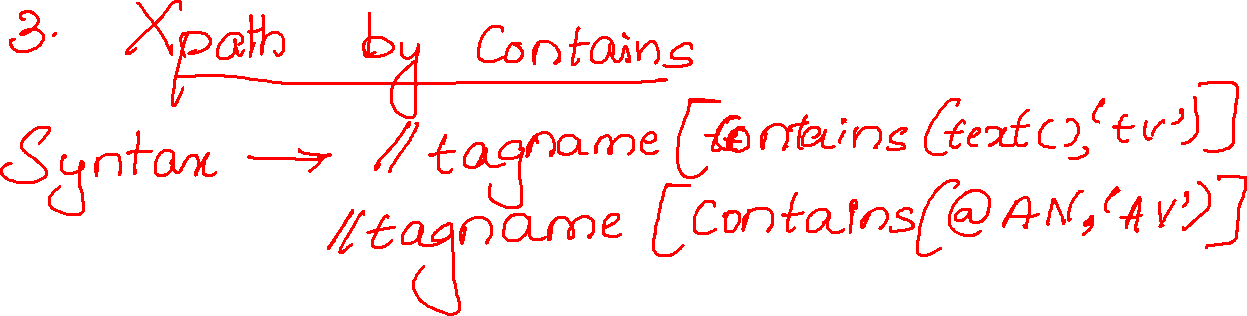 3. Xpath by Contains
Syntax → //tagname[contains(text(),'tv')]
//tagname[contains(@AN,'AV')]